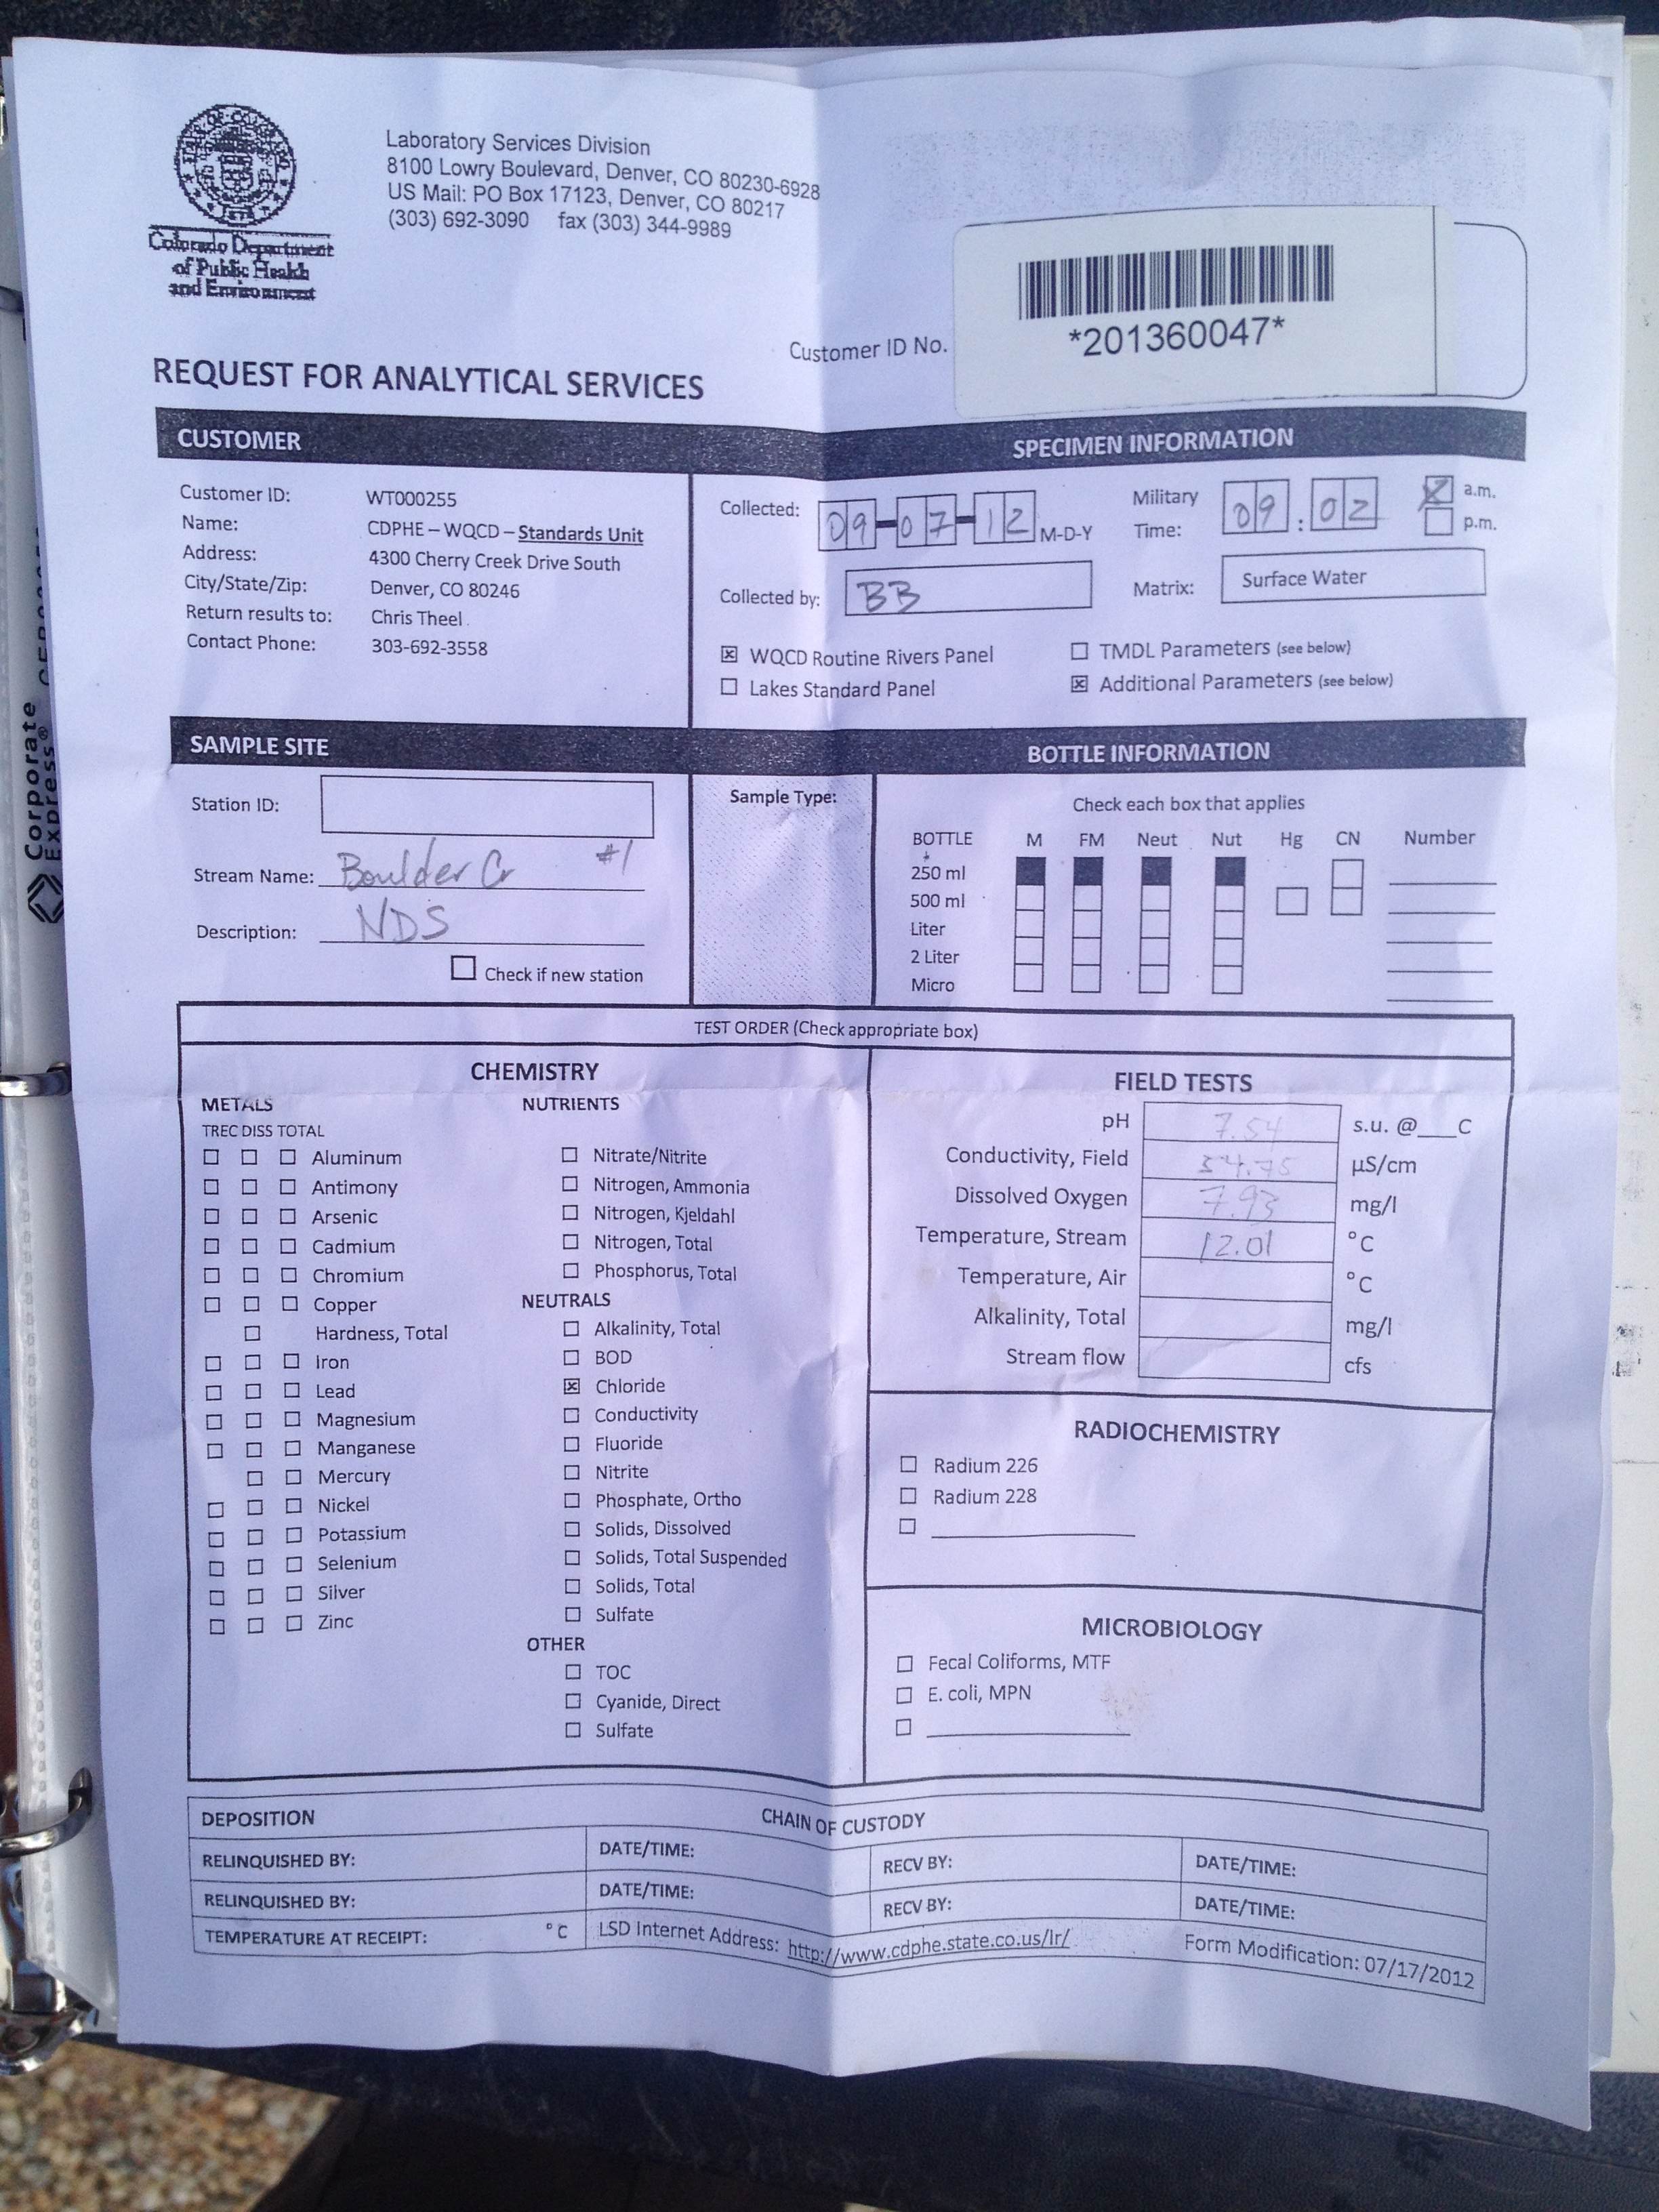 Laboratory Services Division
8100 Lowry Boulevard, Denver, CO 80230-6928
US Mail: PO Box 17123, Denver, CO 80217
(303) 692-3090 fax (303) 344-9989
Colorado Department
of Public Health
and Environment
Customer ID No.
*201360047*
REQUEST FOR ANALYTICAL SERVICES
CUSTOMER
Customer ID: WT000255
Name: CDPHE – WQCD – Standards Unit
Address: 4300 Cherry Creek Drive South
City/State/Zip: Denver, CO 80246
Return results to: Chris Theel
Contact Phone: 303-692-3558
SPECIMEN INFORMATION
Collected: 09-07-12 M-D-Y
Military Time: 09:02 a.m.
p.m.
Collected by: BB
Matrix: Surface Water
WQCD Routine Rivers Panel
TMDL Parameters (see below)
Lakes Standard Panel
Additional Parameters (see below)
SAMPLE SITE
Station ID:
Stream Name: Boulder Cr #1
Description: NDS
Check if new station
Sample Type:
BOTTLE INFORMATION
Check each box that applies
BOTTLE M FM Neut Nut Hg CN Number
250 ml
500 ml
Liter
2 Liter
Micro
TEST ORDER (Check appropriate box)
CHEMISTRY
METALS
TREC DISS TOTAL
Aluminum
Antimony
Arsenic
Cadmium
Chromium
Copper
Hardness, Total
Iron
Lead
Magnesium
Manganese
Mercury
Nickel
Potassium
Selenium
Silver
Zinc
NUTRIENTS
Nitrate/Nitrite
Nitrogen, Ammonia
Nitrogen, Kjeldahl
Nitrogen, Total
Phosphorus, Total
NEUTRALS
Alkalinity, Total
BOD
Chloride
Conductivity
Fluoride
Nitrite
Phosphate, Ortho
Solids, Dissolved
Solids, Total Suspended
Solids, Total
Sulfate
OTHER
TOC
Cyanide, Direct
Sulfate
FIELD TESTS
pH 7.54 s.u. @___C
Conductivity, Field µS/cm
Dissolved Oxygen 7.93 mg/l
Temperature, Stream 12.01 °C
Temperature, Air °C
Alkalinity, Total mg/l
Stream flow cfs
RADIOCHEMISTRY
Radium 226
Radium 228
MICROBIOLOGY
Fecal Coliforms, MTF
E. coli, MPN
DEPOSITION
CHAIN OF CUSTODY
RELINQUISHED BY: DATE/TIME: RECV BY: DATE/TIME:
RELINQUISHED BY: DATE/TIME: RECV BY: DATE/TIME:
TEMPERATURE AT RECEIPT: °C LSD Internet Address: http://www.cdphe.state.co.us/lr/ Form Modification: 07/17/2012
Corporate
Express®